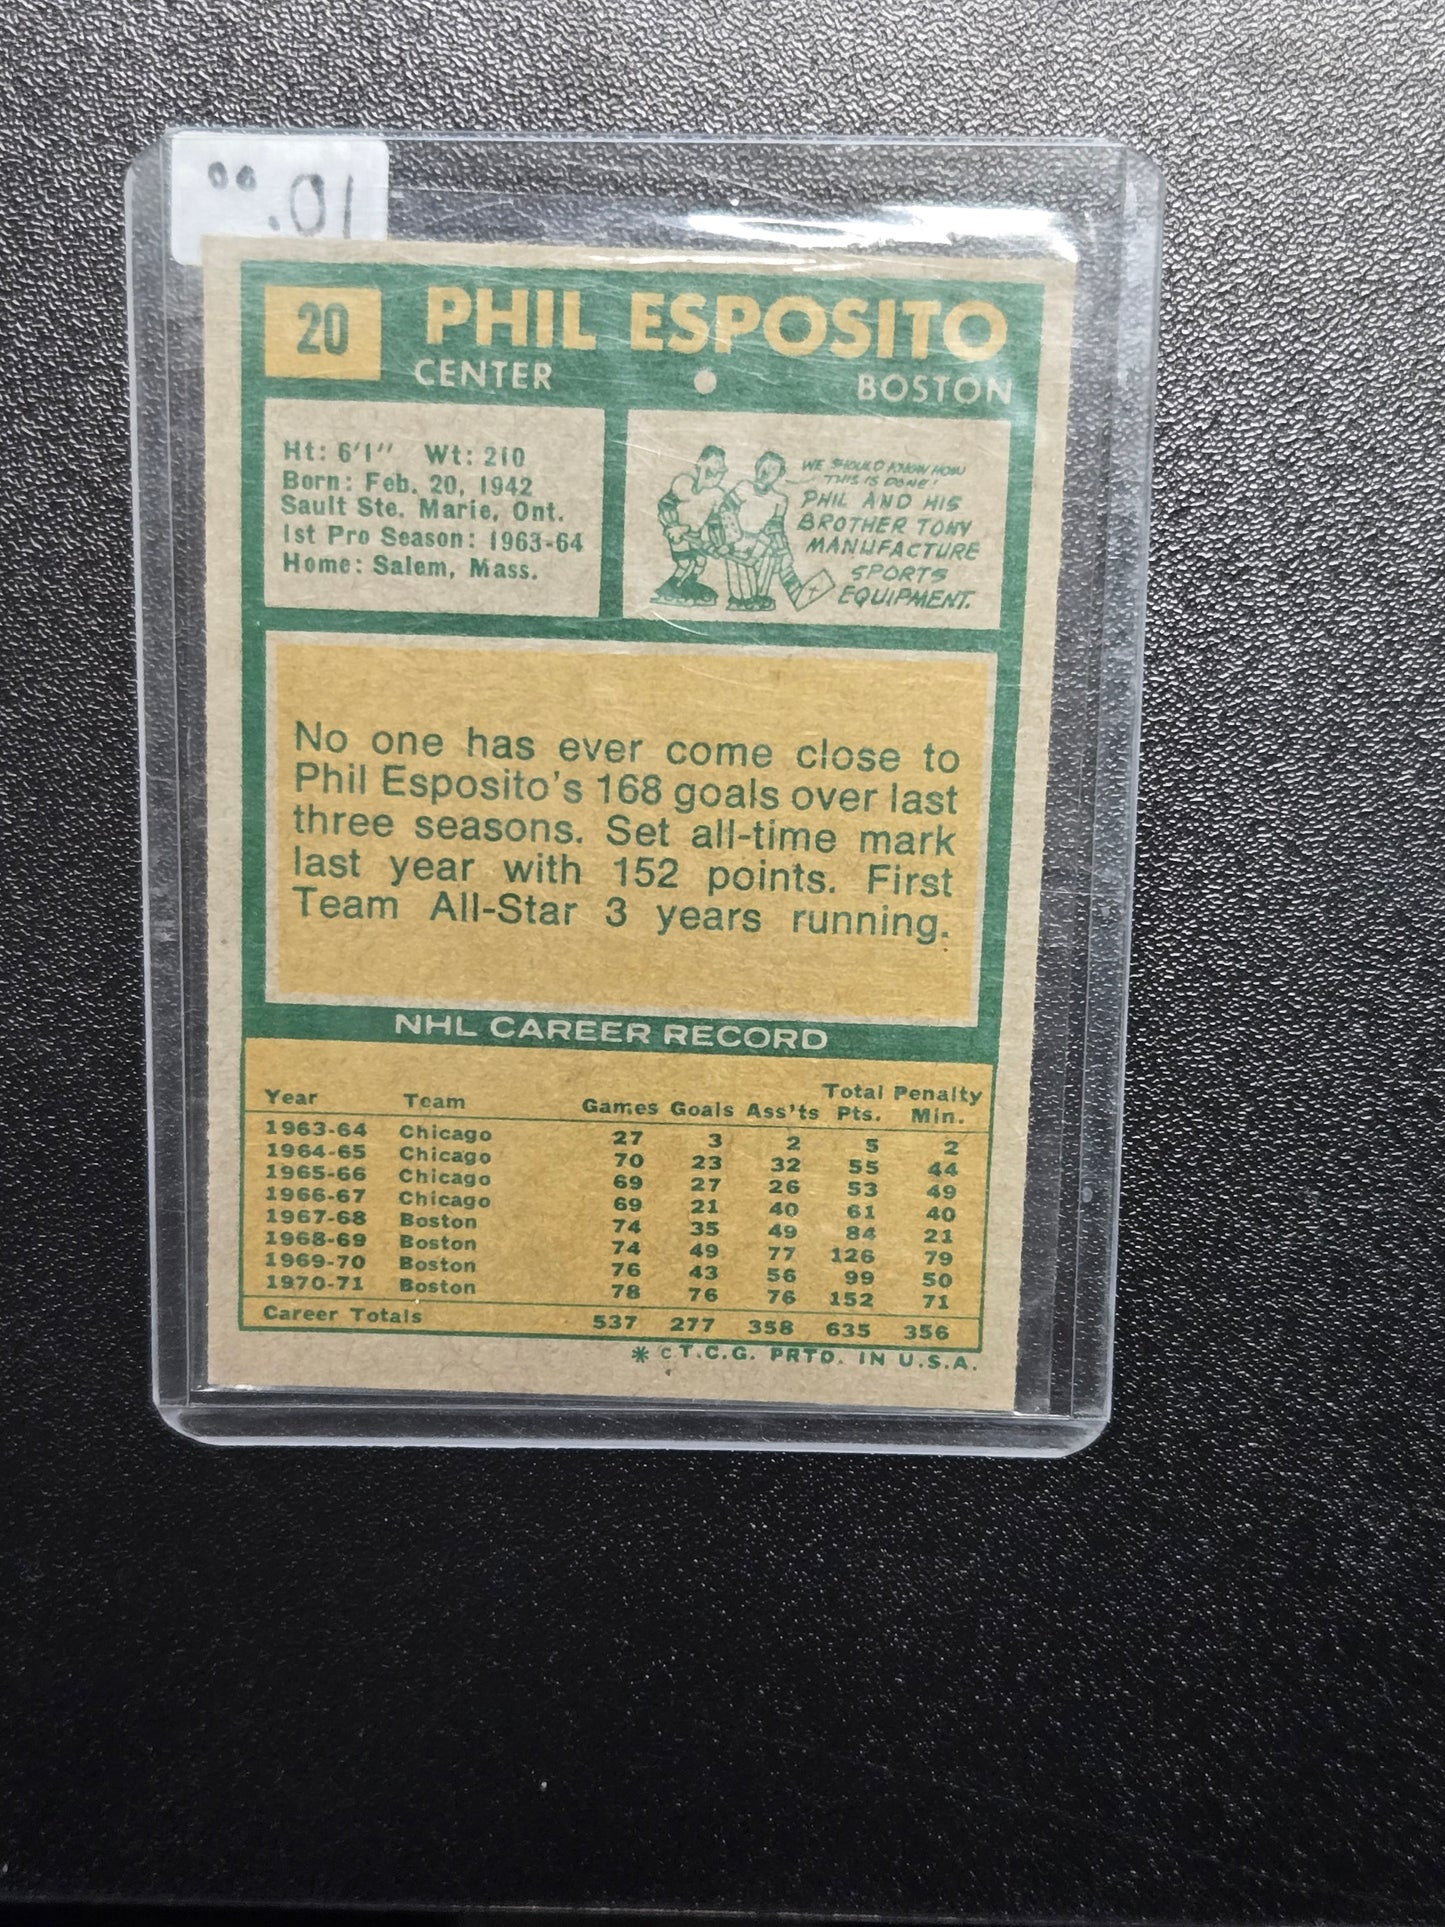 10.00
20
PHIL ESPOSITO
CENTER
BOSTON
Ht: 6'1" Wt: 210
Born: Feb. 20, 1942
Sault Ste. Marie, Ont.
1st Pro Season: 1963-64
Home: Salem, Mass.
WE SHOULD KNOW HOW
THIS IS DONE!
PHIL AND HIS
BROTHER TONY
MANUFACTURE
SPORTS
EQUIPMENT.
No one has ever come close to
Phil Esposito's 168 goals over last
three seasons. Set all-time mark
last year with 152 points. First
Team All-Star 3 years running.
NHL CAREER RECORD
Year Team Games Goals Ass'ts Total Pts. Penalty Min.
1963-64 Chicago 27 3 2 5 2
1964-65 Chicago 70 23 32 55 44
1965-66 Chicago 69 27 26 53 49
1966-67 Chicago 69 21 40 61 40
1967-68 Boston 74 35 49 84 21
1968-69 Boston 74 49 77 126 79
1969-70 Boston 76 43 56 99 50
1970-71 Boston 78 76 76 152 71
Career Totals 537 277 358 635 356
* © T.C.G. PRTD. IN U.S.A.